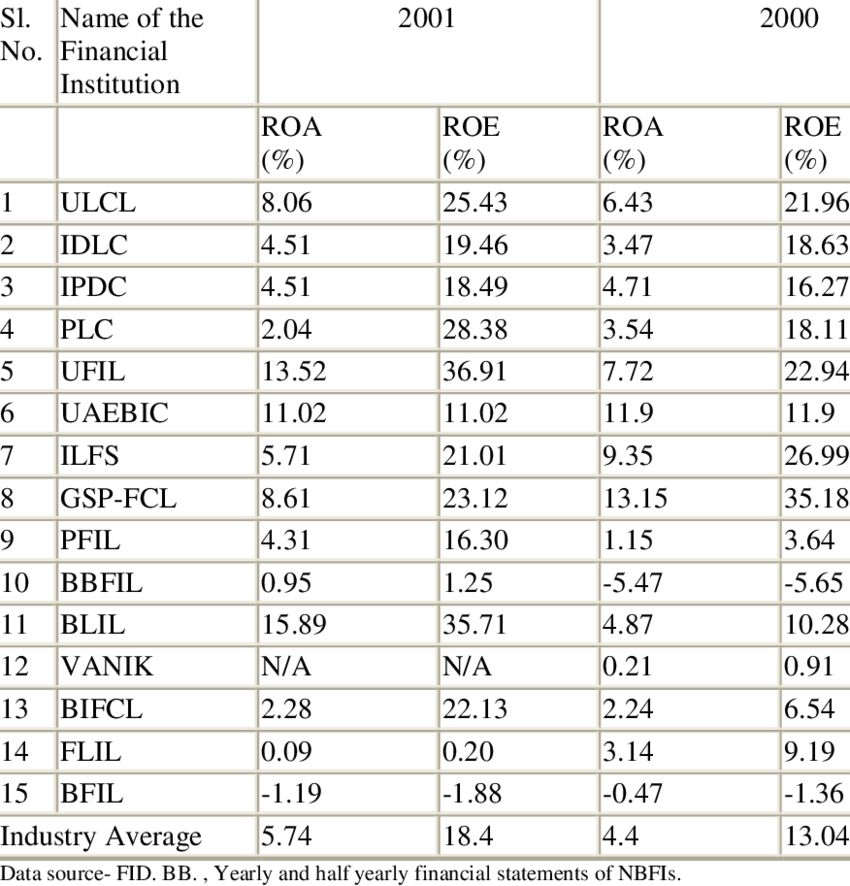 Sl. No. Name of the Financial Institution 2001 2000
ROA (%) ROE (%) ROA (%) ROE (%)
1 ULCL 8.06 25.43 6.43 21.96
2 IDLC 4.51 19.46 3.47 18.63
3 IPDC 4.51 18.49 4.71 16.27
4 PLC 2.04 28.38 3.54 18.11
5 UFIL 13.52 36.91 7.72 22.94
6 UAEBIC 11.02 11.02 11.9 11.9
7 ILFS 5.71 21.01 9.35 26.99
8 GSP-FCL 8.61 23.12 13.15 35.18
9 PFIL 4.31 16.30 1.15 3.64
10 BBFIL 0.95 1.25 -5.47 -5.65
11 BLIL 15.89 35.71 4.87 10.28
12 VANIK N/A N/A 0.21 0.91
13 BIFCL 2.28 22.13 2.24 6.54
14 FLIL 0.09 0.20 3.14 9.19
15 BFIL -1.19 -1.88 -0.47 -1.36
Industry Average 5.74 18.4 4.4 13.04
Data source- FID. BB. , Yearly and half yearly financial statements of NBFIs.